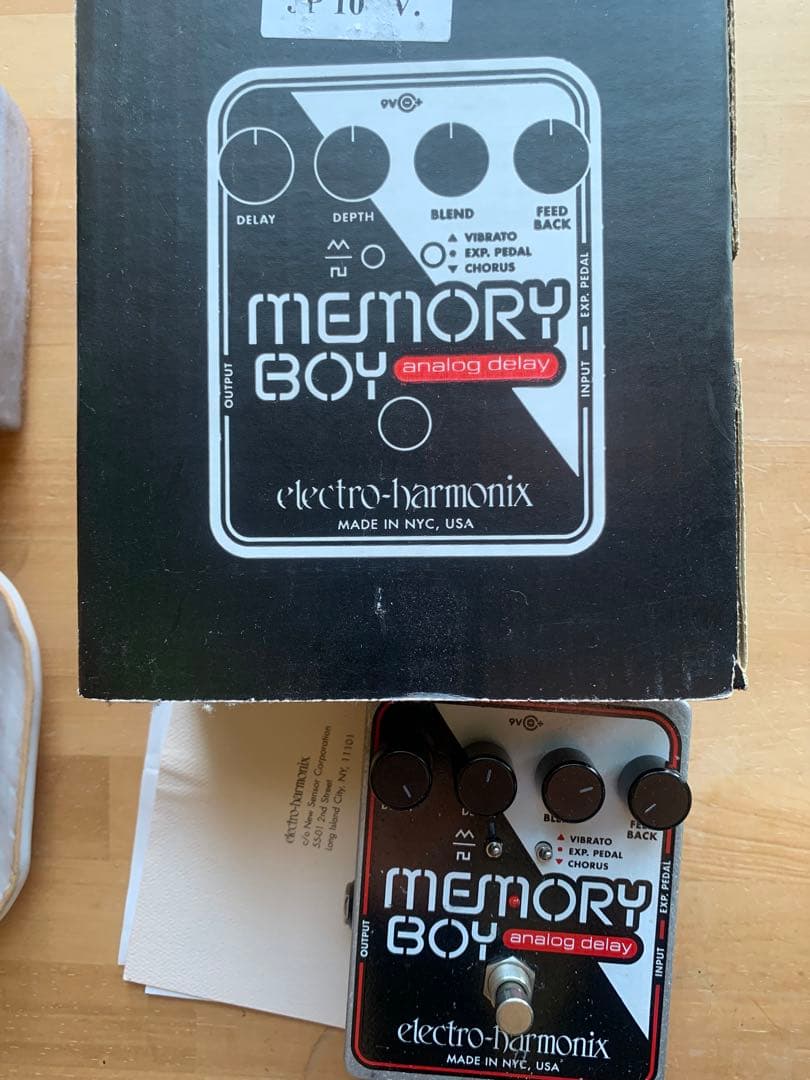 9V
DELAY
DEPTH
BLEND
FEED
BACK
VIBRATO
EXP. PEDAL
CHORUS
MEMORY
BOY
analog delay
OUTPUT
INPUT
EXP. PEDAL
electro-harmonix
MADE IN NYC, USA
electro-harmonix
c/o New Sensor Corporation
55-01 2nd Street
Long Island City, NY, 11101
9V
BACK
VIBRATO
EXP. PEDAL
CHORUS
MEMORY
BOY
analog delay
OUTPUT
INPUT
EXP. PEDAL
electro-harmonix
MADE IN NYC, USA